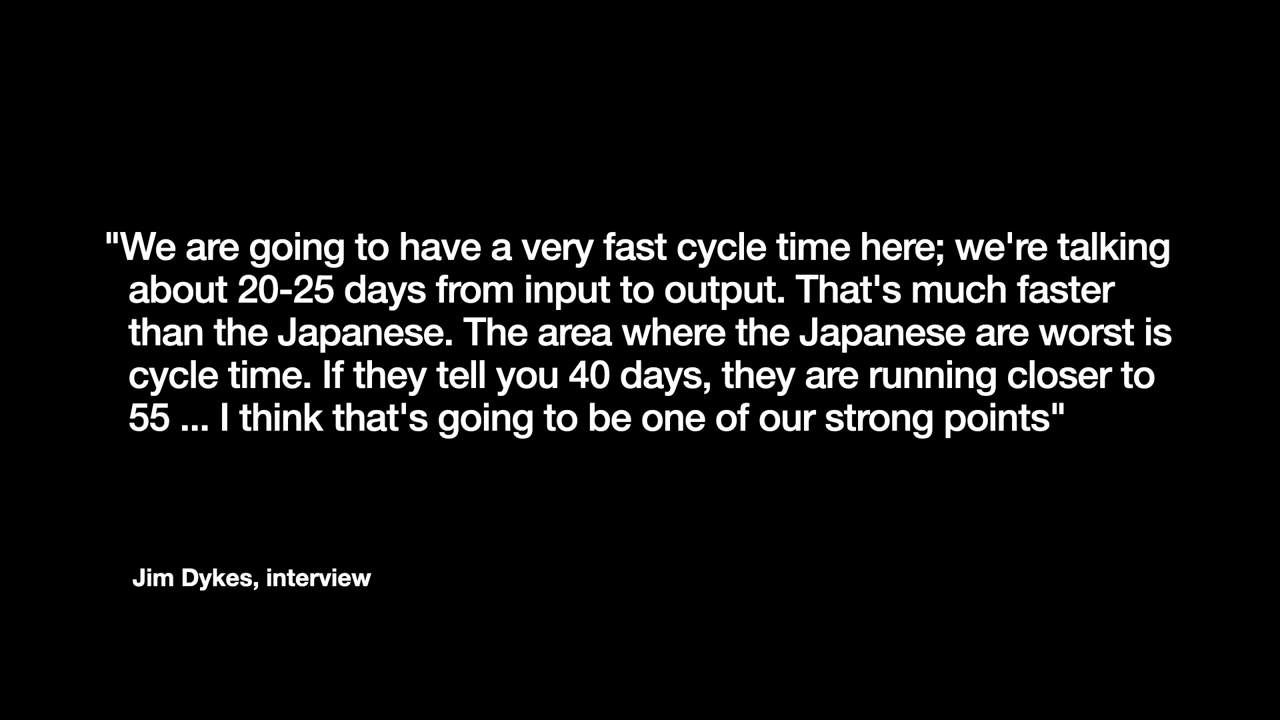 "We are going to have a very fast cycle time here; we're talking
about 20-25 days from input to output. That's much faster
than the Japanese. The area where the Japanese are worst is
cycle time. If they tell you 40 days, they are running closer to
55 ... I think that's going to be one of our strong points"
Jim Dykes, interview